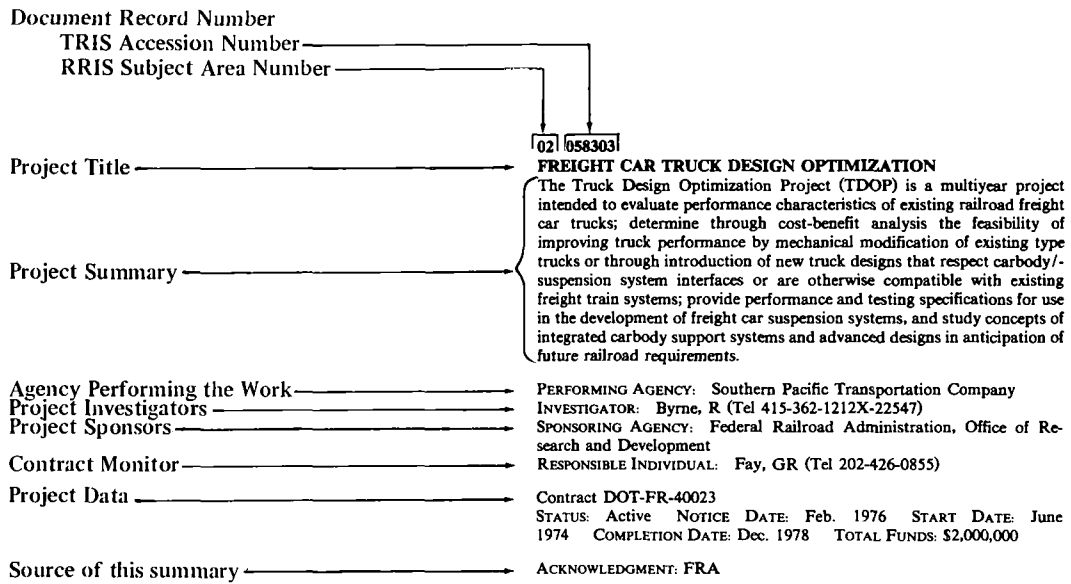 Document Record Number
TRIS Accession Number
RRIS Subject Area Number
02 058303
Project Title
FREIGHT CAR TRUCK DESIGN OPTIMIZATION
The Truck Design Optimization Project (TDOP) is a multiyear project
intended to evaluate performance characteristics of existing railroad freight
car trucks; determine through cost-benefit analysis the feasibility of
improving truck performance by mechanical modification of existing type
trucks or through introduction of new truck designs that respect carbody/-
Project Summary
suspension system interfaces or are otherwise compatible with existing
freight train systems; provide performance and testing specifications for use
in the development of freight car suspension systems, and study concepts of
integrated carbody support systems and advanced designs in anticipation of
future railroad requirements.
Agency Performing the Work
PERFORMING AGENCY: Southern Pacific Transportation Company
Project Investigators
INVESTIGATOR: Byrne, R (Tel 415-362-1212X-22547)
Project Sponsors
SPONSORING AGENCY: Federal Railroad Administration, Office of Re-
search and Development
Contract Monitor
RESPONSIBLE INDIVIDUAL: Fay, GR (Tel 202-426-0855)
Project Data
Contract DOT-FR-40023
STATUS: Active NOTICE DATE: Feb. 1976 START DATE: June
1974 COMPLETION DATE: Dec. 1978 TOTAL FUNDS: $2,000,000
Source of this summary
ACKNOWLEDGMENT: FRA